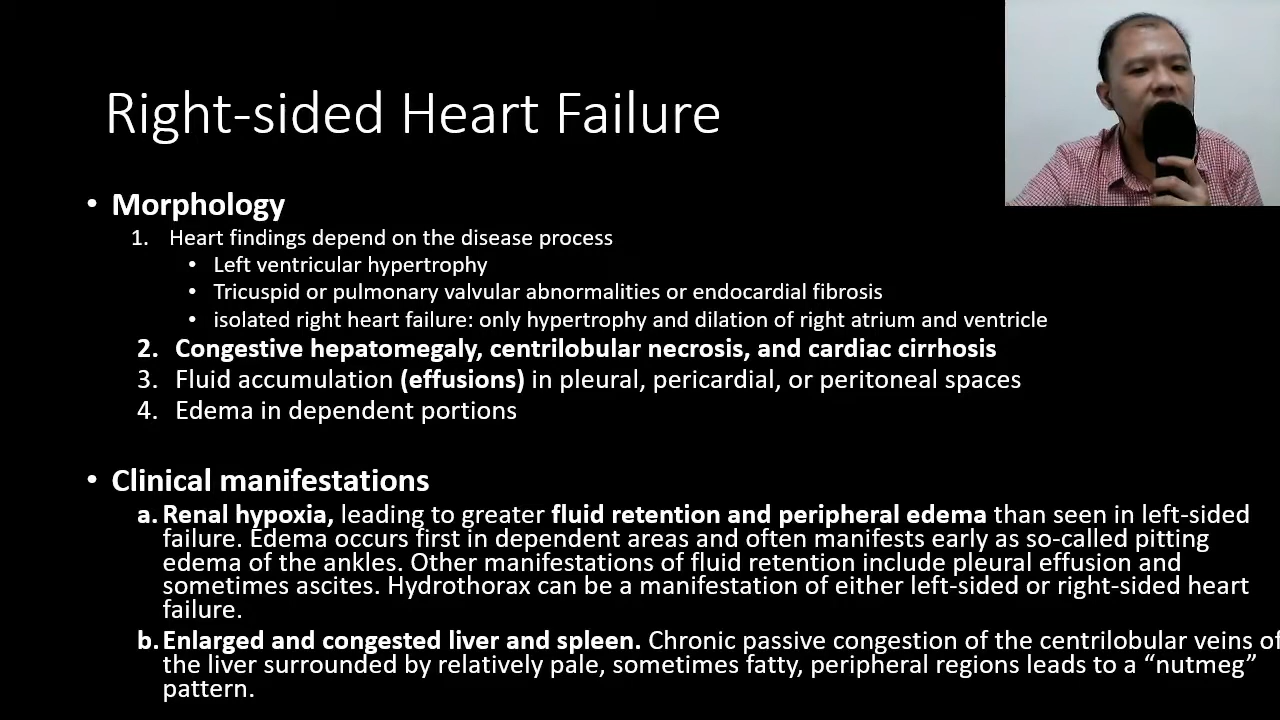 Right-sided Heart Failure
• Morphology
1. Heart findings depend on the disease process
• Left ventricular hypertrophy
• Tricuspid or pulmonary valvular abnormalities or endocardial fibrosis
• isolated right heart failure: only hypertrophy and dilation of right atrium and ventricle
2. Congestive hepatomegaly, centrilobular necrosis, and cardiac cirrhosis
3. Fluid accumulation (effusions) in pleural, pericardial, or peritoneal spaces
4. Edema in dependent portions
• Clinical manifestations
a. Renal hypoxia, leading to greater fluid retention and peripheral edema than seen in left-sided
failure. Edema occurs first in dependent areas and often manifests early as so-called pitting
edema of the ankles. Other manifestations of fluid retention include pleural effusion and
sometimes ascites. Hydrothorax can be a manifestation of either left-sided or right-sided heart
failure.
b. Enlarged and congested liver and spleen. Chronic passive congestion of the centrilobular veins of
the liver surrounded by relatively pale, sometimes fatty, peripheral regions leads to a “nutmeg”
pattern.